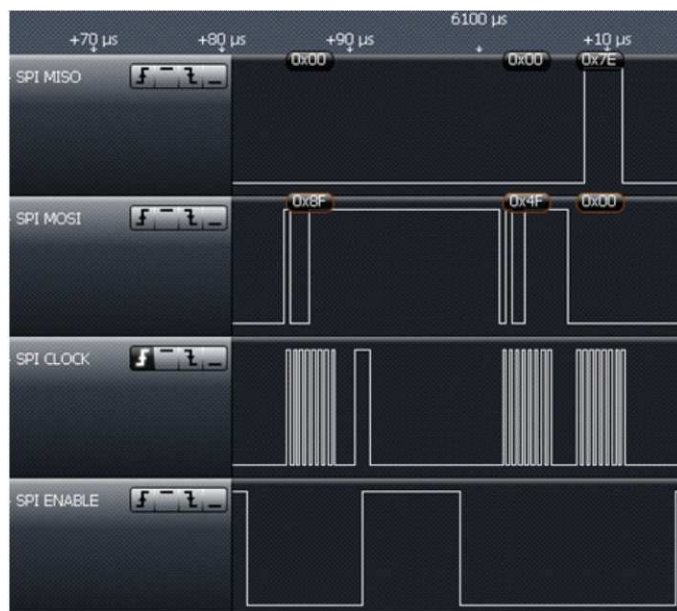 6100 µs
+70 µs +80 µs +90 µs +10 µs
0x00 0x00 0x7E
SPI MISO
0x8F 0x4F 0x00
SPI MOSI
SPI CLOCK
SPI ENABLE